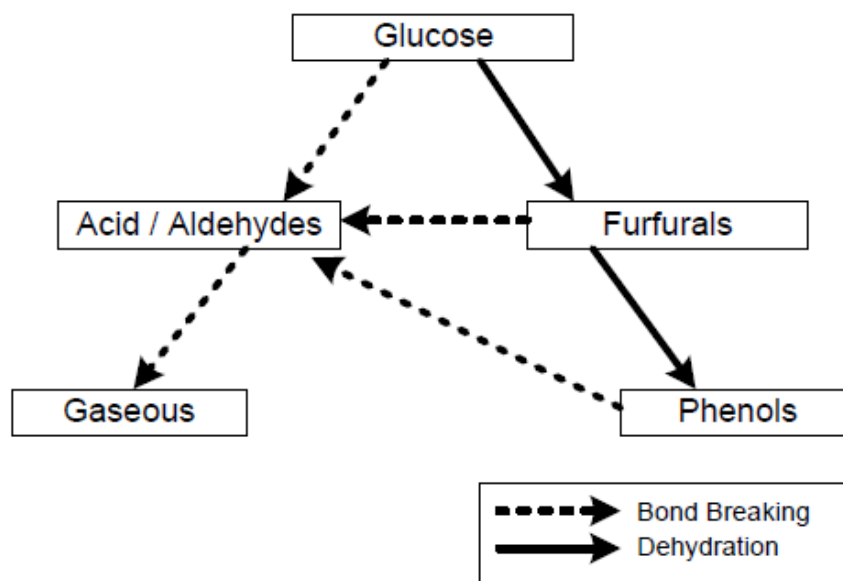 Glucose
Acid / Aldehydes
Furfurals
Gaseous
Phenols
Bond Breaking
Dehydration